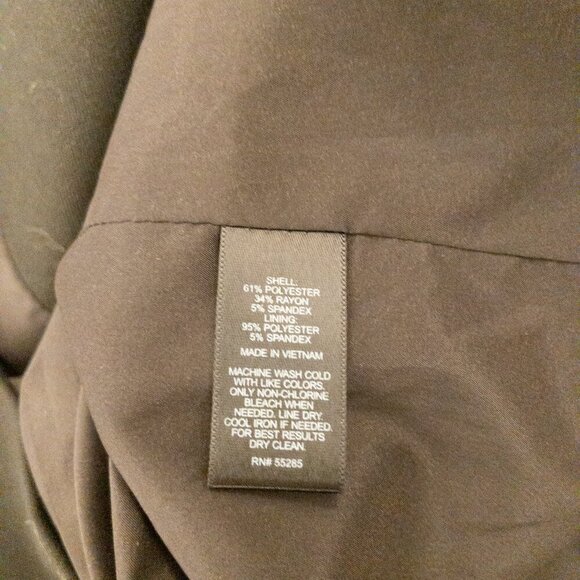 SHELL:
61% POLYESTER
34% RAYON
5% SPANDEX
LINING:
95% POLYESTER
5% SPANDEX
MADE IN VIETNAM
MACHINE WASH COLD
WITH LIKE COLORS.
ONLY NON-CHLORINE
BLEACH WHEN
NEEDED. LINE DRY.
COOL IRON IF NEEDED.
FOR BEST RESULTS
DRY CLEAN.
RN# 55285